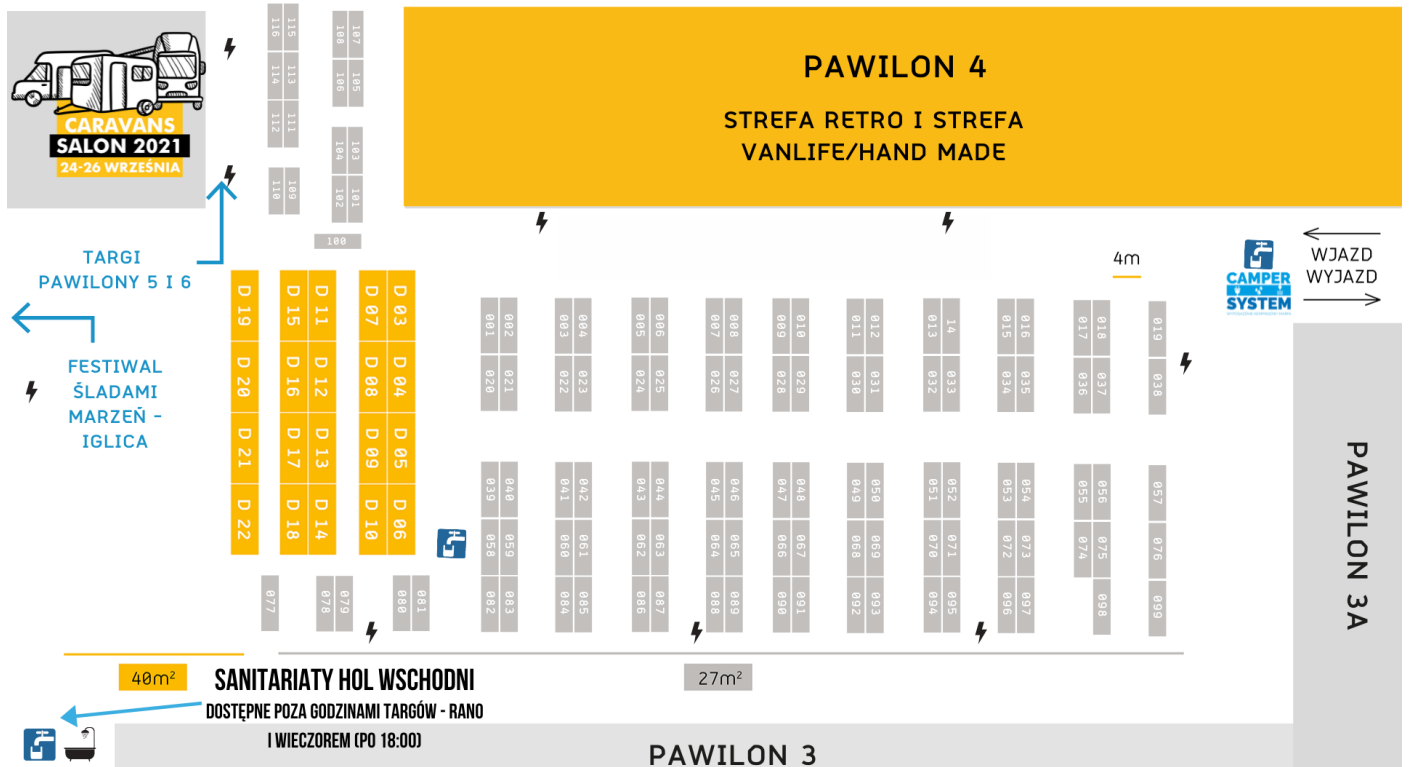 CARAVANS
SALON 2021
24-26 WRZEŚNIA
116 115
114 113
112 111
110 109
108 107
106 105
104 103
102 101
100
PAWILON 4
STREFA RETRO I STREFA
VANLIFE/HAND MADE
TARGI
PAWILONY 5 I 6
FESTIWAL
ŚLADAMI
MARZEŃ -
IGLICA
4m
CAMPER
SYSTEM
WJAZD
WYJAZD
D 19 D 15 D 11 D 07 D 03
D 20 D 16 D 12 D 08 D 04
D 21 D 17 D 13 D 09 D 05
D 22 D 18 D 14 D 10 D 06
001 002 003 004 005 006 007 008 009 010 011 012 013 14 015 016 017 018 019
020 021 022 023 024 025 026 027 028 029 030 031 032 033 034 035 036 037 038
039 040 041 042 043 044 045 046 047 048 049 050 051 052 053 054 055 056 057
058 059 060 061 062 063 064 065 066 067 068 069 070 071 072 073 074 075 076
077 078 079 080 081 082 083 084 085 086 087 088 089 090 091 092 093 094 095 096 097 098 099
PAWILON 3A
40m²
27m²
SANITARIATY HOL WSCHODNI
DOSTĘPNE POZA GODZINAMI TARGÓW - RANO
I WIECZOREM (PO 18:00)
PAWILON 3